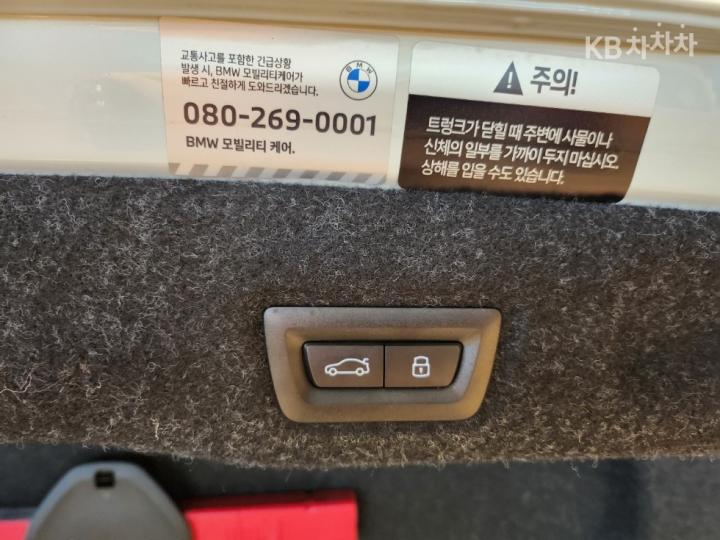 KB차차차
교통사고를 포함한 긴급상황
발생 시, BMW 모빌리티케어가
빠르고 친절하게 도와드리겠습니다.
BMW
080-269-0001
BMW 모빌리티 케어.
주의!
트렁크가 닫힐 때 주변에 사물이나
신체의 일부를 가까이 두지 마십시오.
상해를 입을 수도 있습니다.